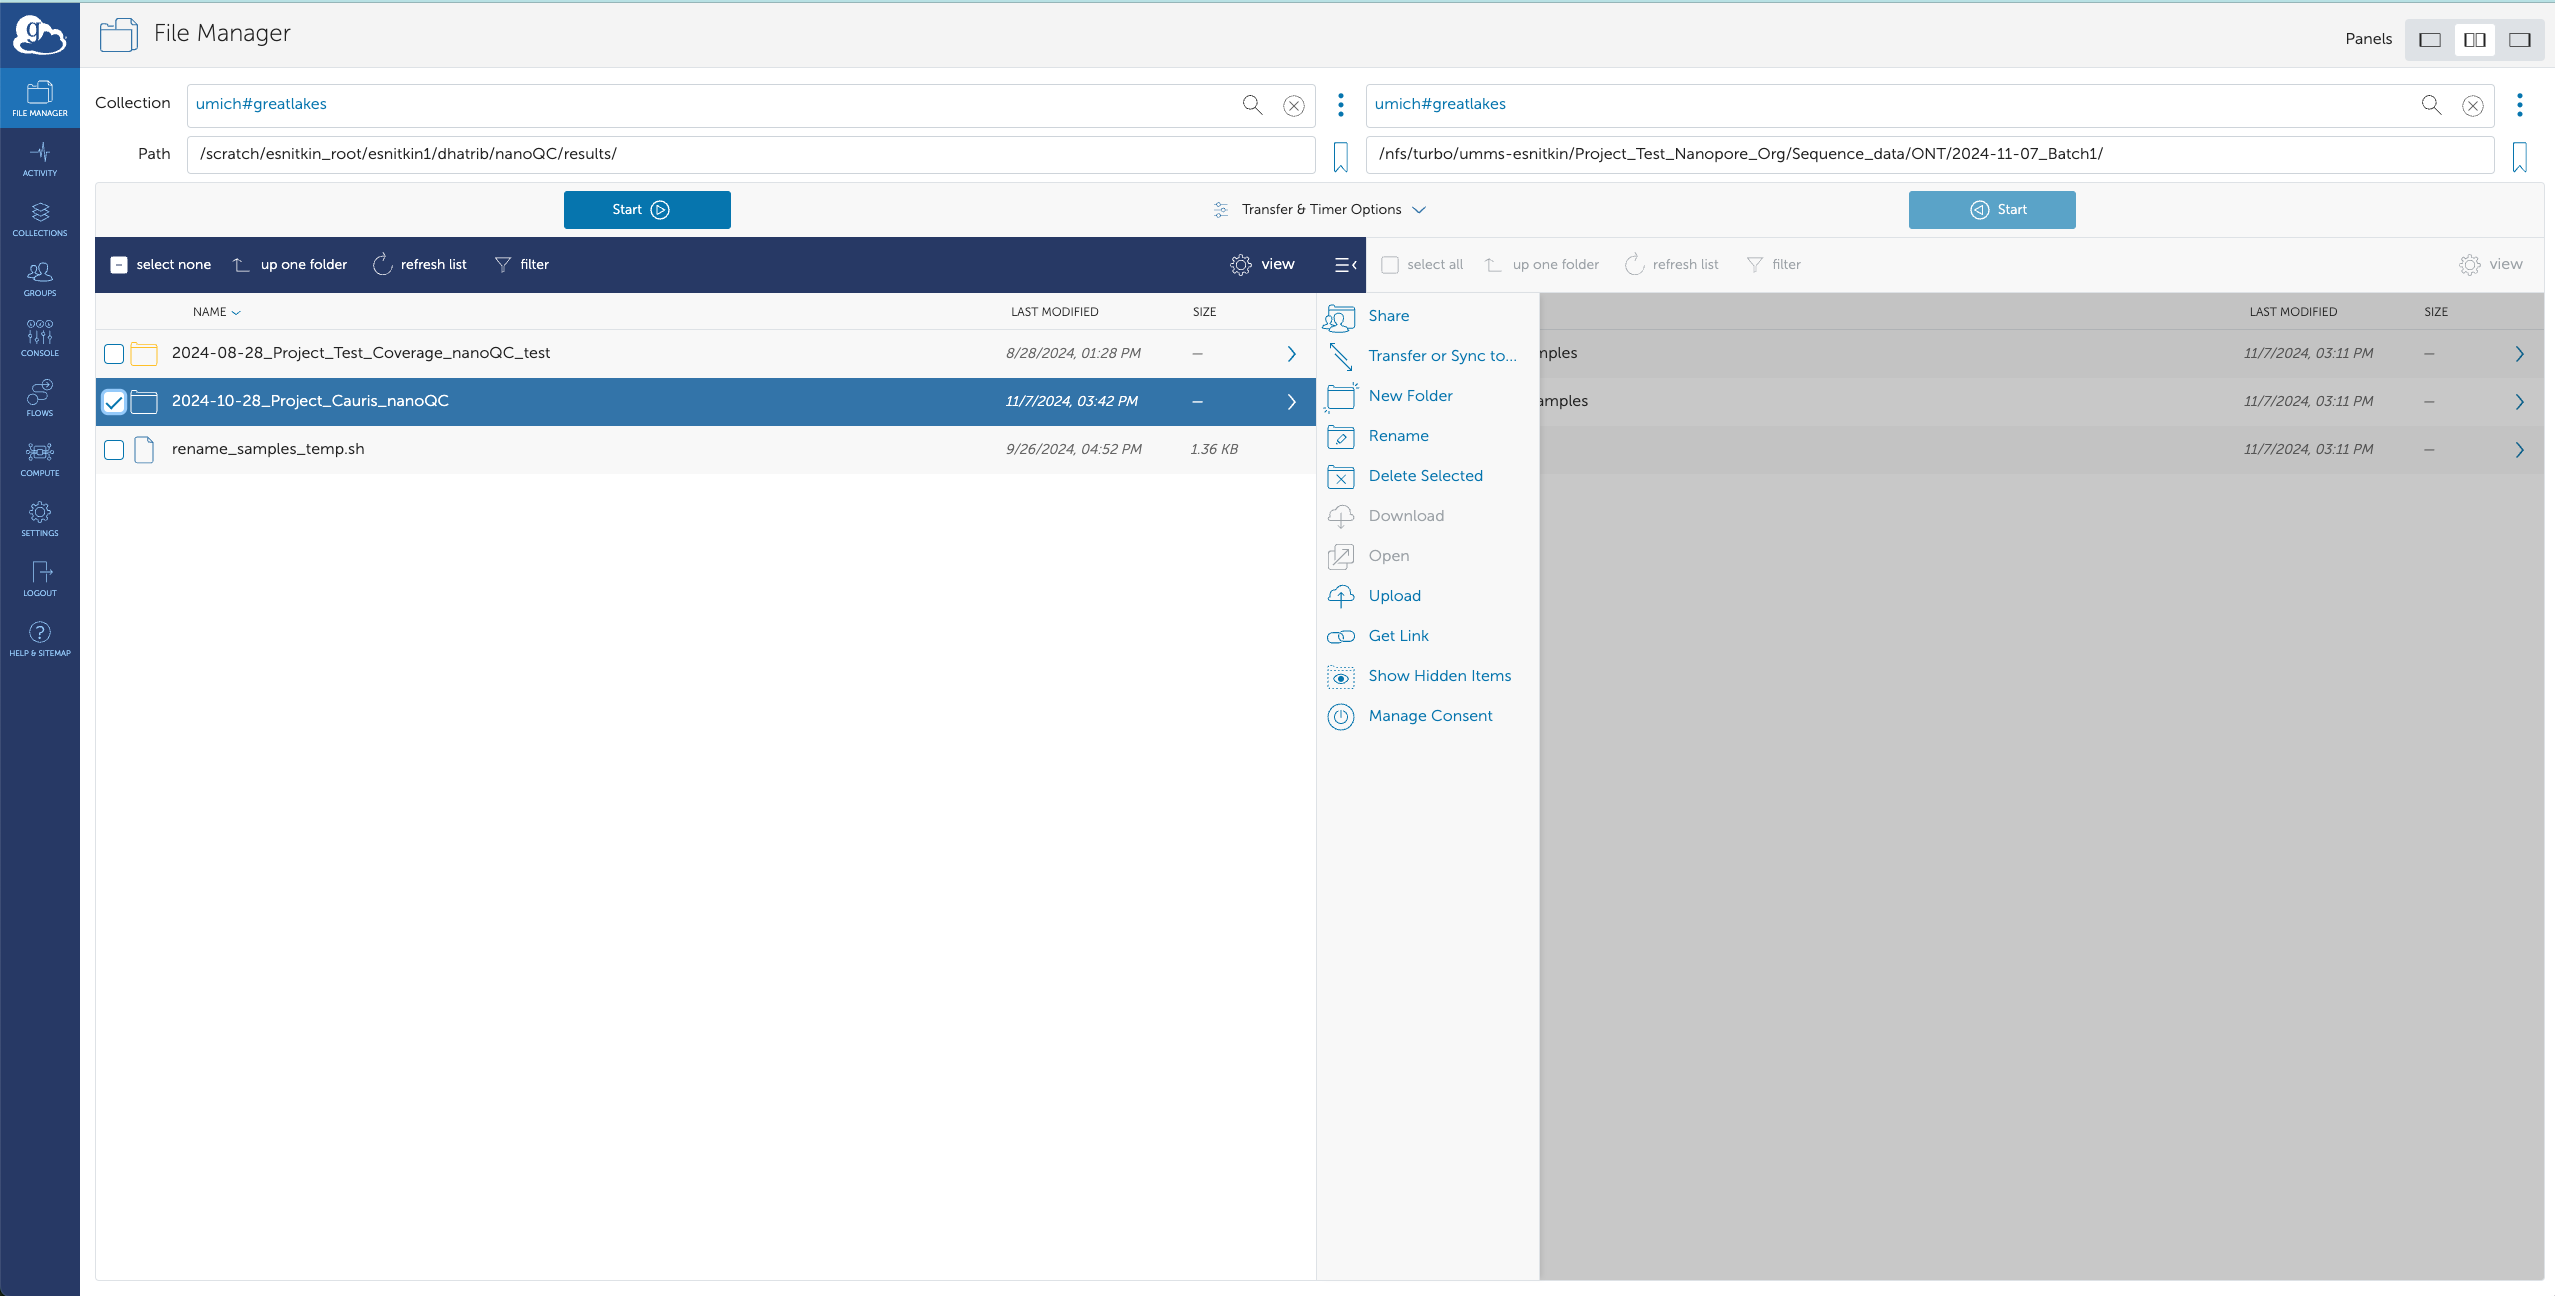 g
File Manager
Panels
FILE MANAGER
ACTIVITY
COLLECTIONS
GROUPS
CONSOLE
FLOWS
COMPUTE
SETTINGS
LOGOUT
HELP & SITEMAP
Collection
umich#greatlakes
umich#greatlakes
Path
/scratch/esnitkin_root/esnitkin1/dhatrib/nanoQC/results/
/nfs/turbo/umms-esnitkin/Project_Test_Nanopore_Org/Sequence_data/ONT/2024-11-07_Batch1/
Start
Transfer & Timer Options
Start
select none up one folder refresh list filter view
select all up one folder refresh list filter view
NAME LAST MODIFIED SIZE
2024-08-28_Project_Test_Coverage_nanoQC_test 8/28/2024, 01:28 PM —
2024-10-28_Project_Cauris_nanoQC 11/7/2024, 03:42 PM —
rename_samples_temp.sh 9/26/2024, 04:52 PM 1.36 KB
Share
Transfer or Sync to...
New Folder
Rename
Delete Selected
Download
Open
Upload
Get Link
Show Hidden Items
Manage Consent
LAST MODIFIED SIZE
mples 11/7/2024, 03:11 PM —
amples 11/7/2024, 03:11 PM —
11/7/2024, 03:11 PM —